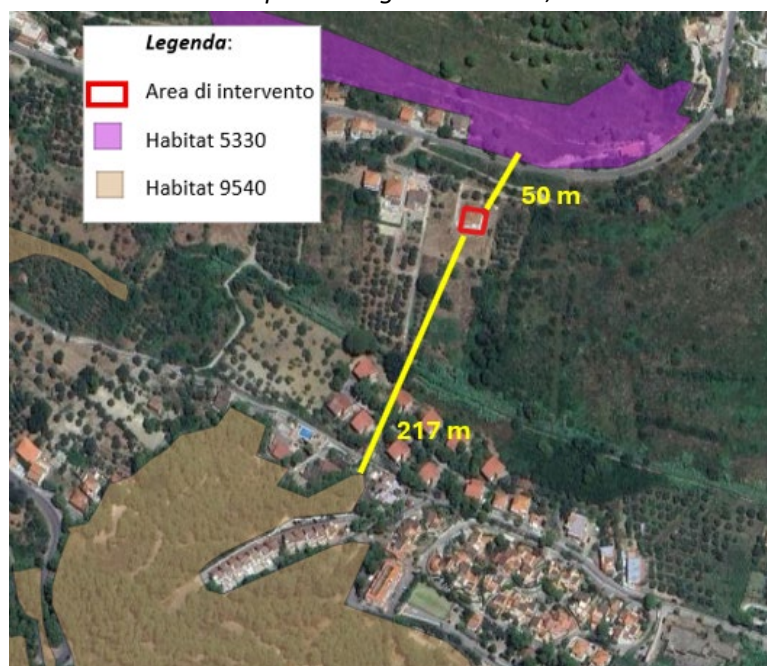 Legenda:
Area di intervento
Habitat 5330
Habitat 9540
50 m
217 m